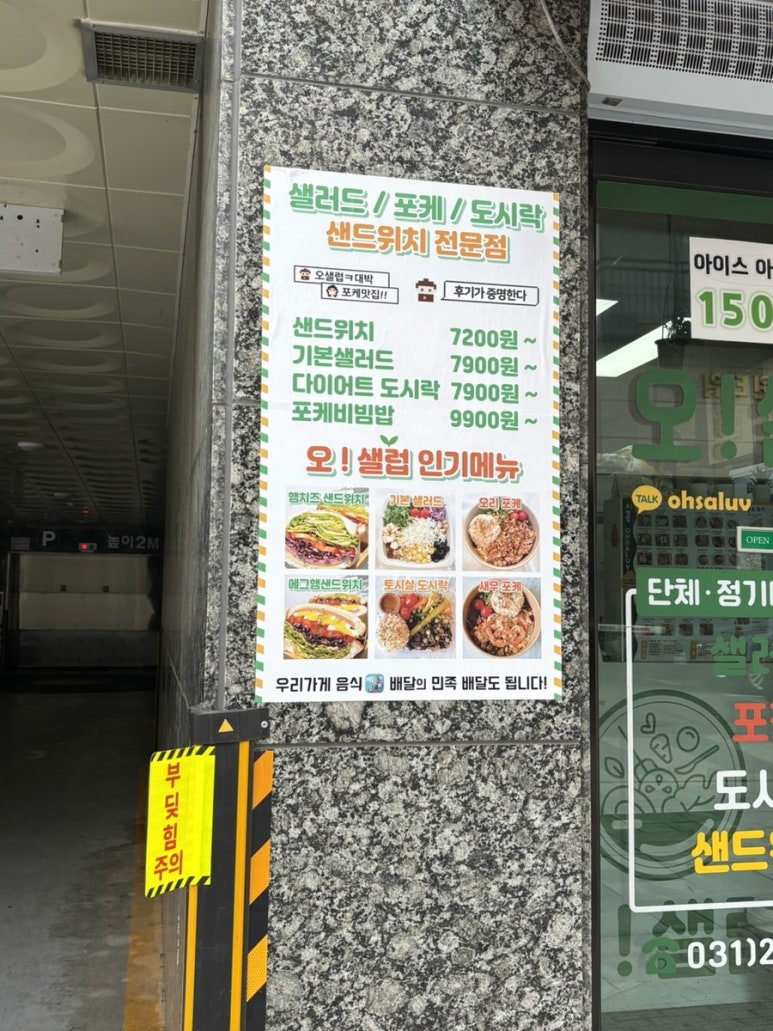 샐러드 / 포케 / 도시락
샌드위치 전문점
오샐럽ㅋ대박
포케맛집!!
후기가 증명한다
샌드위치 7200원 ~
기본샐러드 7900원 ~
다이어트 도시락 7900원 ~
포케비빔밥 9900원 ~
오! 샐럽 인기메뉴
햄치즈 샌드위치
기본 샐러드
오리 포케
에그햄샌드위치
토시살 도시락
새우 포케
우리가게 음식 배달의 민족 배달도 됩니다!
아이스 아
150
오!
TALK ohsaluv
OPEN
단체·정기
샐러
포
도시
샌드
031)2
P 높이2M
부
딪
힘
주의